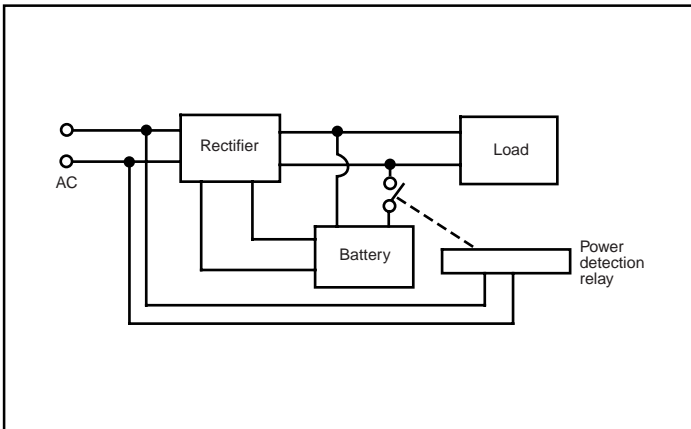 Rectifier
Load
AC
Battery
Power
detection
relay